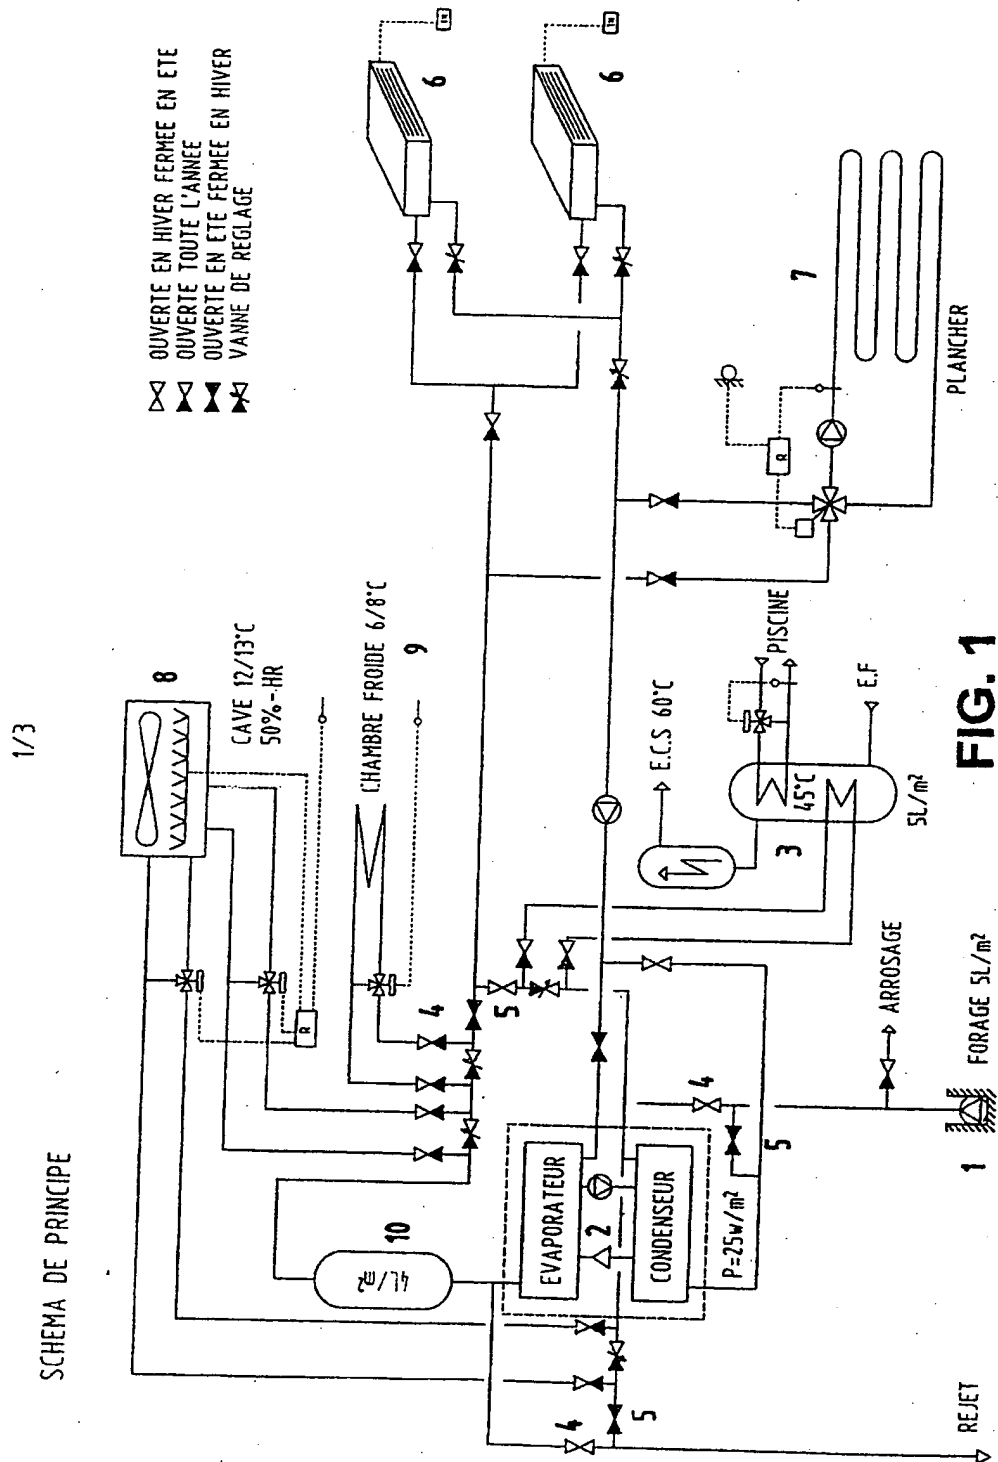 1/3
SCHEMA DE PRINCIPE
OUVERTE EN HIVER FERMEE EN ETE
OUVERTE TOUTE L'ANNEE
OUVERTE EN ETE FERMEE EN HIVER
VANNE DE REGLAGE
8
CAVE 12/13°C
50%-HR
R
CHAMBRE FROIDE 6/8°C
9
6
6
7
PLANCHER
R
10
4L/m²
4
5
EVAPORATEUR
2
CONDENSEUR
P=25w/m²
4
5
4
5
E.C.S 60°C
3
45°C
PISCINE
E.F
5L/m²
ARROSAGE
1
FORAGE 5L/m²
REJET
FIG. 1